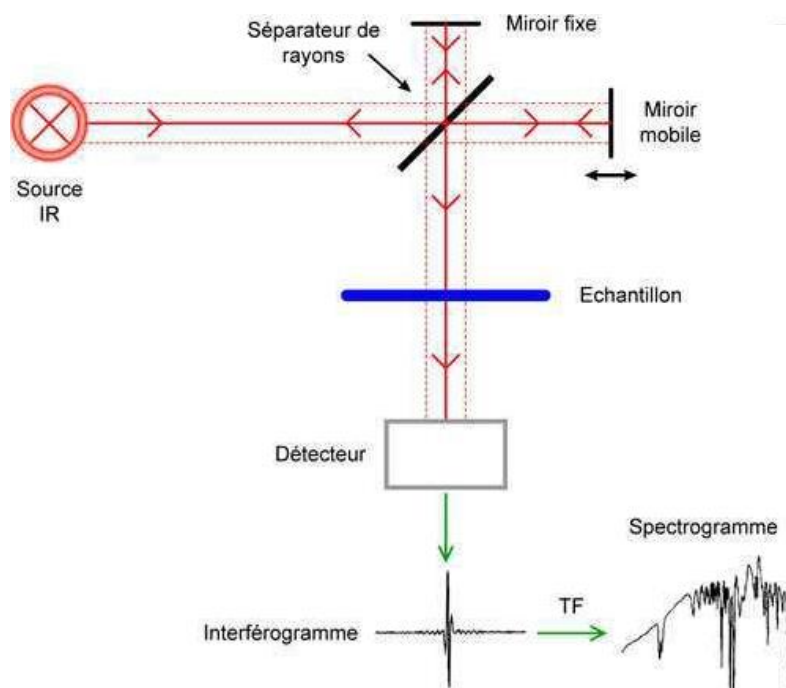 Miroir fixe
Séparateur de
rayons
Miroir
mobile
Source
IR
Echantillon
Détecteur
Spectrogramme
TF
Interférogramme